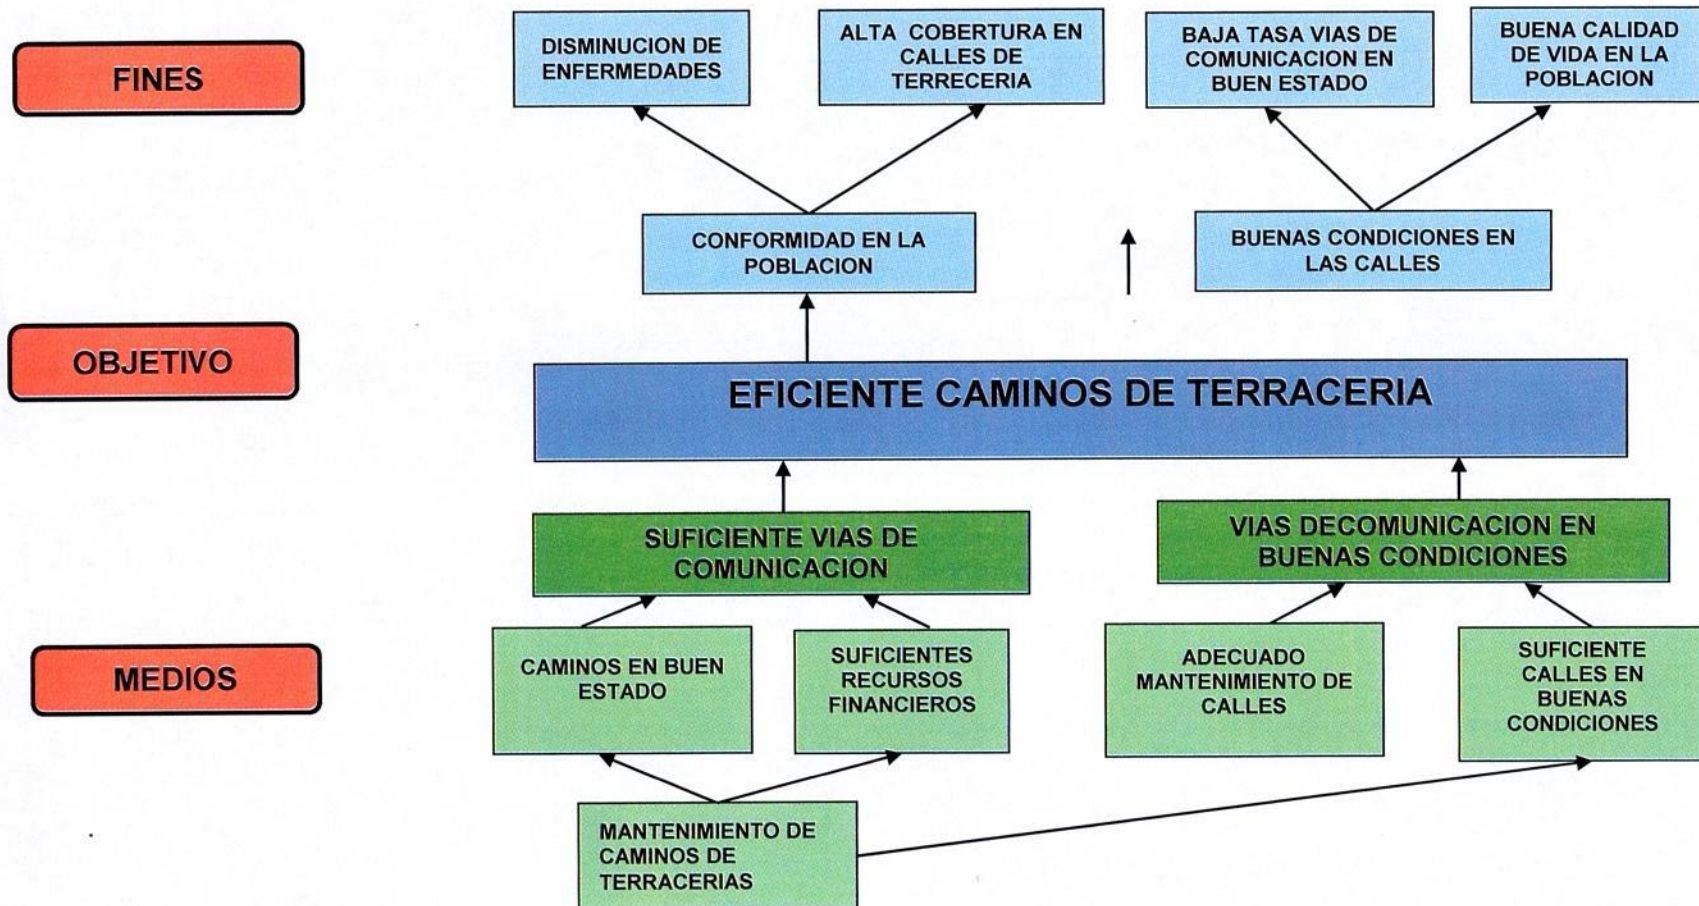 FINES
DISMINUCION DE
ENFERMEDADES
ALTA COBERTURA EN
CALLES DE
TERRECERIA
BAJA TASA VIAS DE
COMUNICACION EN
BUEN ESTADO
BUENA CALIDAD
DE VIDA EN LA
POBLACION
CONFORMIDAD EN LA
POBLACION
BUENAS CONDICIONES EN
LAS CALLES
OBJETIVO
EFICIENTE CAMINOS DE TERRACERIA
SUFICIENTE VIAS DE
COMUNICACION
VIAS DECOMUNICACION EN
BUENAS CONDICIONES
MEDIOS
CAMINOS EN BUEN
ESTADO
SUFICIENTES
RECURSOS
FINANCIEROS
ADECUADO
MANTENIMIENTO DE
CALLES
SUFICIENTE
CALLES EN
BUENAS
CONDICIONES
MANTENIMIENTO DE
CAMINOS DE
TERRACERIAS